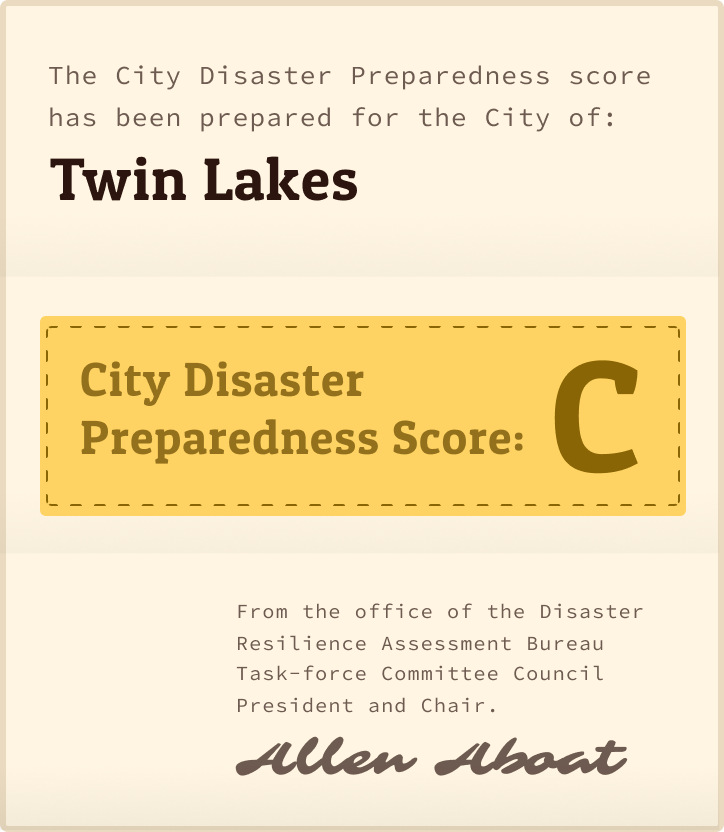 The City Disaster Preparedness score
has been prepared for the City of:
Twin Lakes
City Disaster
Preparedness Score:
C
From the office of the Disaster
Resilience Assessment Bureau
Task-force Committee Council
President and Chair.
Allen Aboat